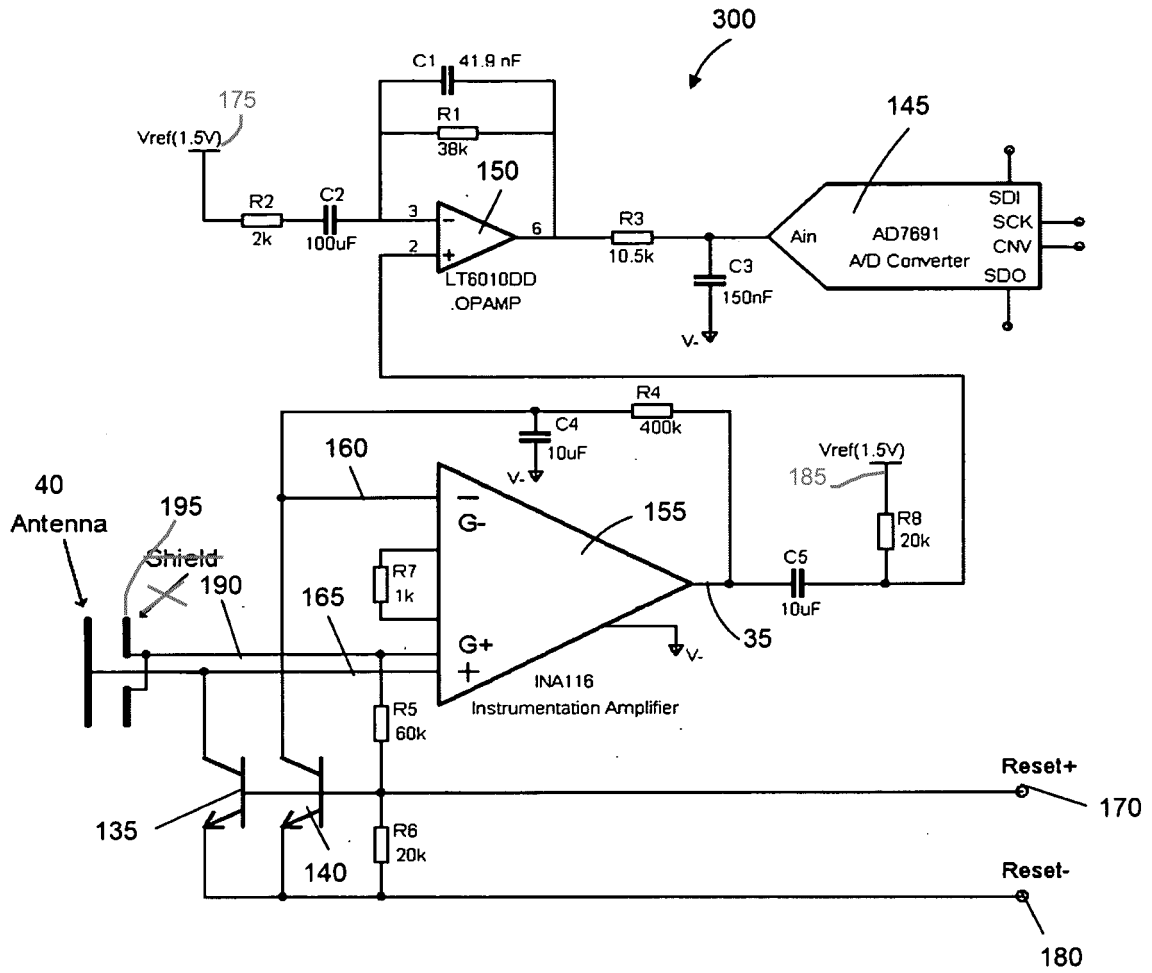 300
C1 41.9 nF
175
R1
38k
Vref(1.5V)
145
150
R2
2k
C2
100uF
3
−
2
+
6
LT6010DD
.OPAMP
R3
10.5k
C3
150nF
V-
Ain
AD7691
A/D Converter
SDI
SCK
CNV
SDO
R4
400k
C4
10uF
V-
160
Vref(1.5V)
185
R8
20k
40
Antenna
195
Shield
190
165
−
G-
R7
1k
G+
+
155
C5
10uF
35
V-
INA116
Instrumentation Amplifier
R5
60k
Reset+
170
135
140
R6
20k
Reset-
180